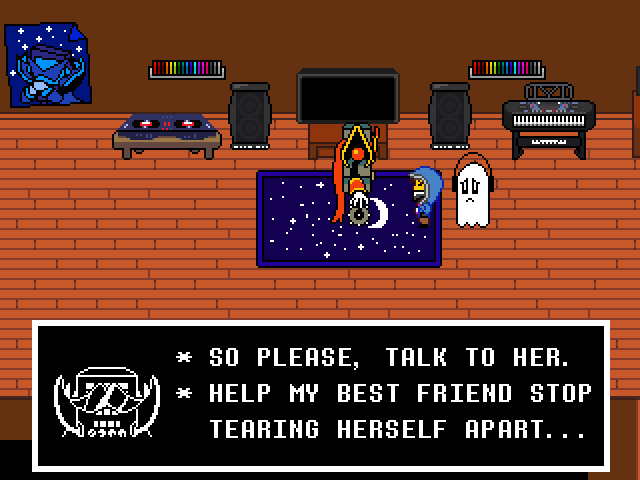 * SO PLEASE, TALK TO HER.
* HELP MY BEST FRIEND STOP
TEARING HERSELF APART...